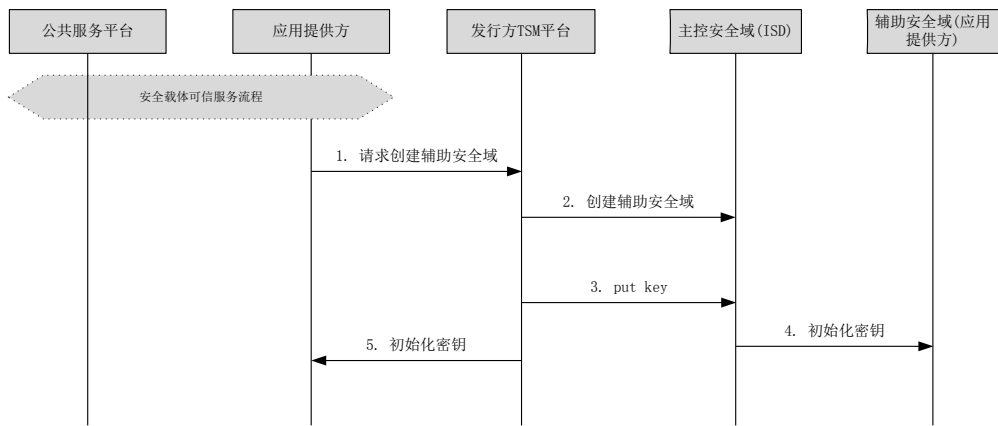 公共服务平台
应用提供方
发行方TSM平台
主控安全域(ISD)
辅助安全域(应用
提供方)
安全载体可信服务流程
1. 请求创建辅助安全域
2. 创建辅助安全域
3. put key
4. 初始化密钥
5. 初始化密钥